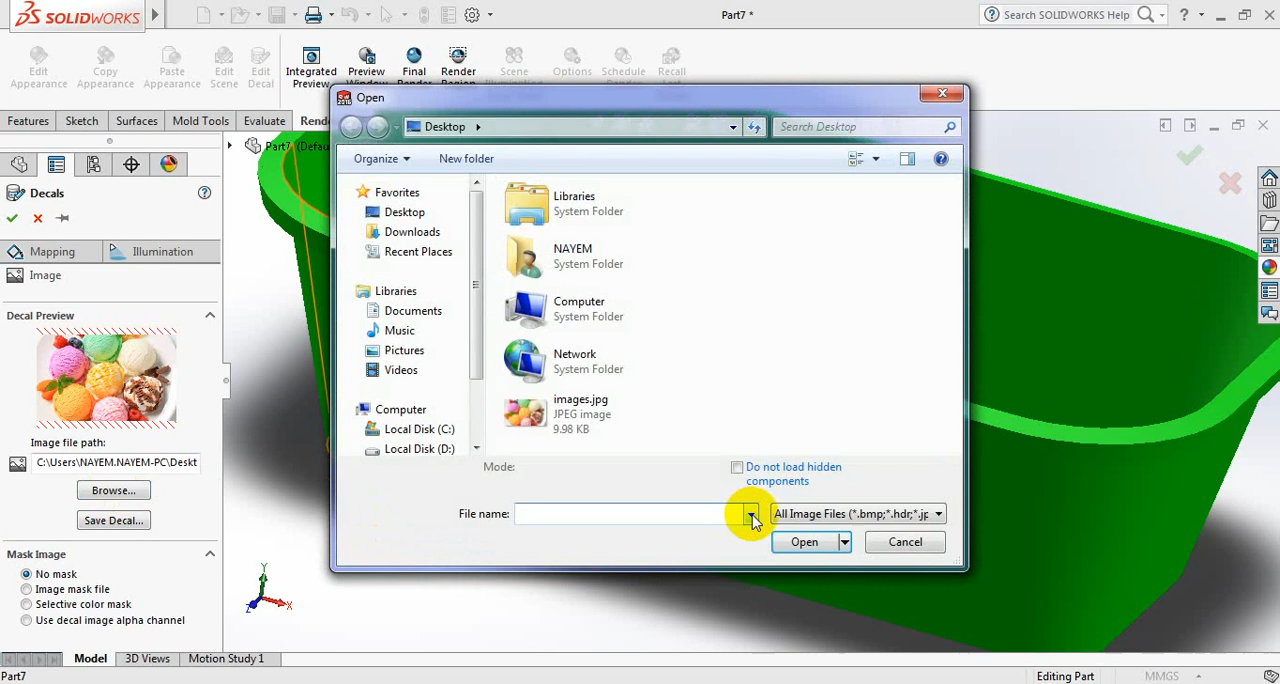 SOLIDWORKS
Part7 *
Search SOLIDWORKS Help
Edit Appearance
Copy Appearance
Paste Appearance
Edit Scene
Edit Decal
Integrated Preview
Preview Window
Final Render
Render Region
Scene
Options
Schedule
Recall
Features
Sketch
Surfaces
Mold Tools
Evaluate
Part7 (Defau
Decals
Mapping
Illumination
Image
Decal Preview
Image file path:
C:\Users\NAYEM.NAYEM-PC\Deskt
Browse...
Save Decal...
Mask Image
No mask
Image mask file
Selective color mask
Use decal image alpha channel
Open
Desktop
Search Desktop
Organize
New folder
Favorites
Desktop
Downloads
Recent Places
Libraries
Documents
Music
Pictures
Videos
Computer
Local Disk (C:)
Local Disk (D:)
Libraries
System Folder
NAYEM
System Folder
Computer
System Folder
Network
System Folder
images.jpg
JPEG image
9.98 KB
Mode:
Do not load hidden
components
File name:
All Image Files (*.bmp;*.hdr;*.jp
Open
Cancel
Y
X
Z
Model
3D Views
Motion Study 1
Part7
Editing Part
MMGS